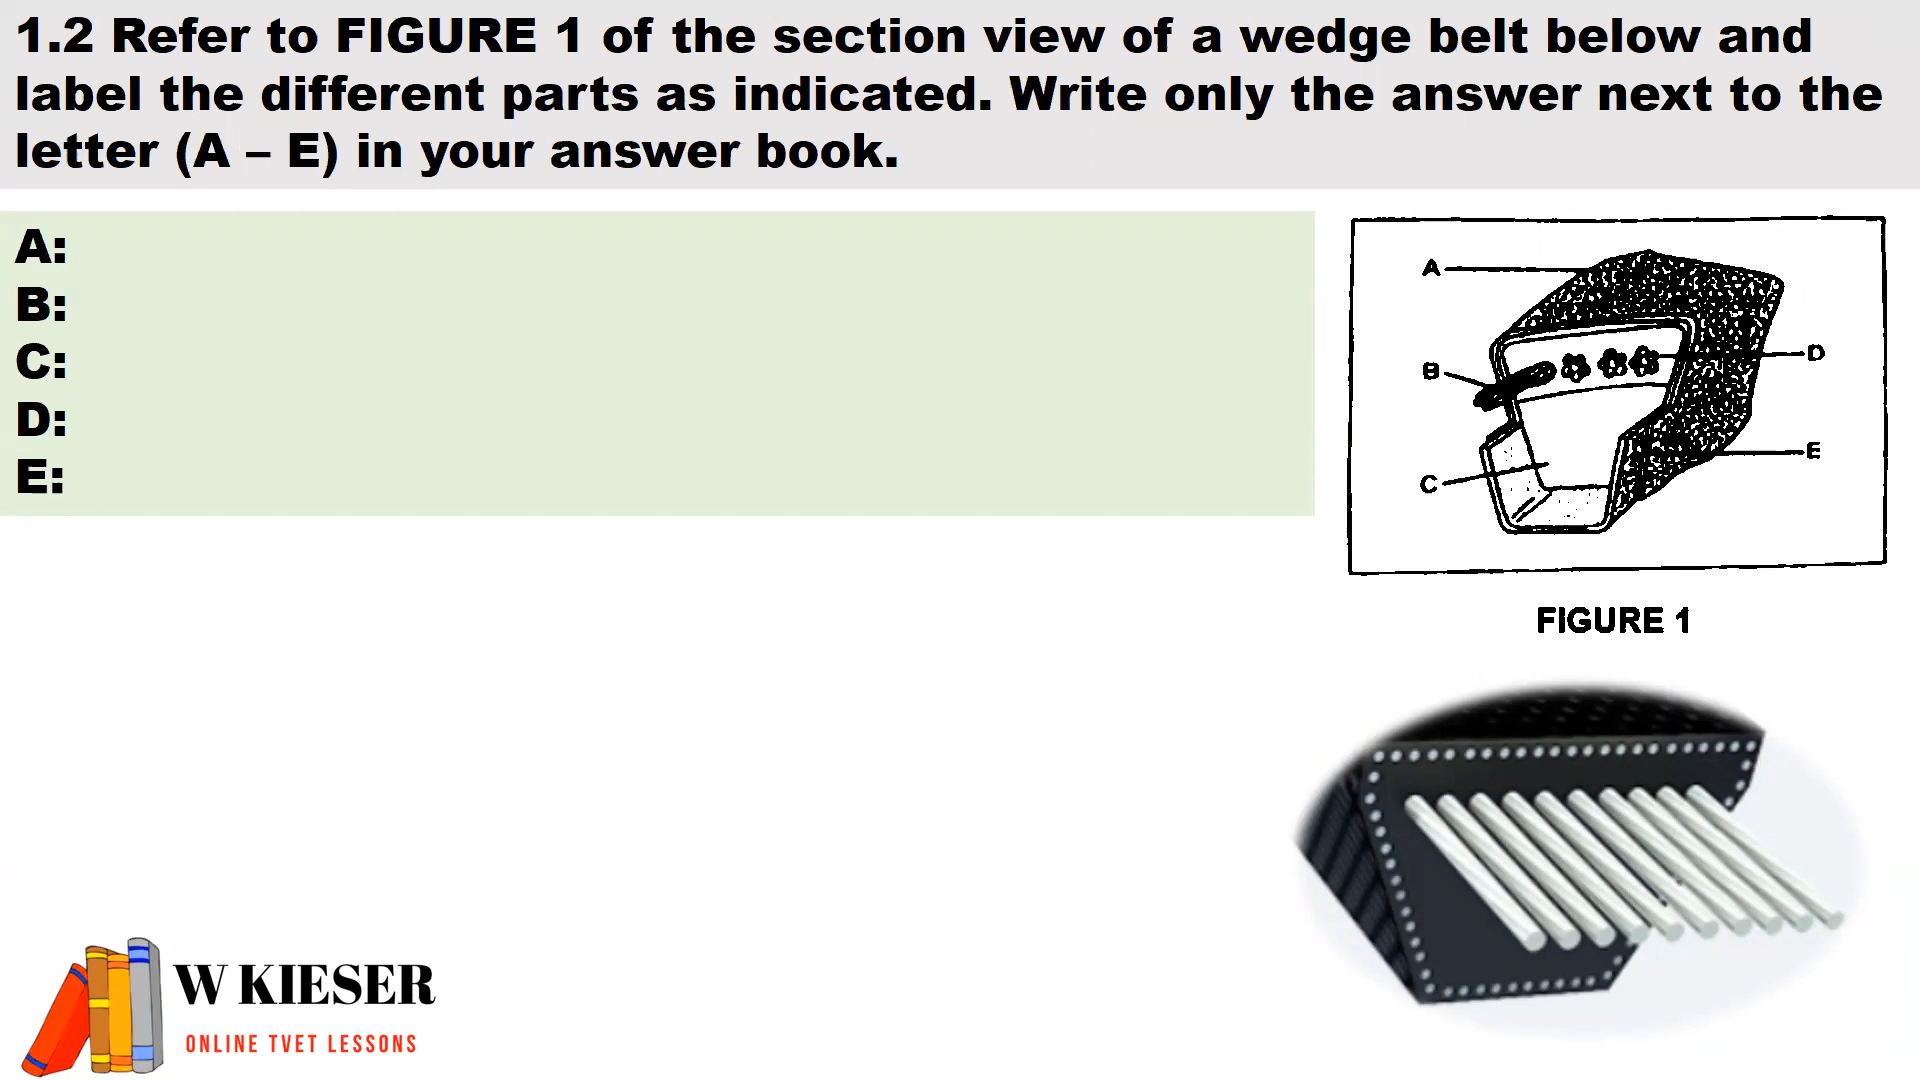 1.2 Refer to FIGURE 1 of the section view of a wedge belt below and
label the different parts as indicated. Write only the answer next to the
letter (A – E) in your answer book.
A:
B:
C:
D:
E:
A
B
C
D
E
FIGURE 1
W KIESER
ONLINE TVET LESSONS